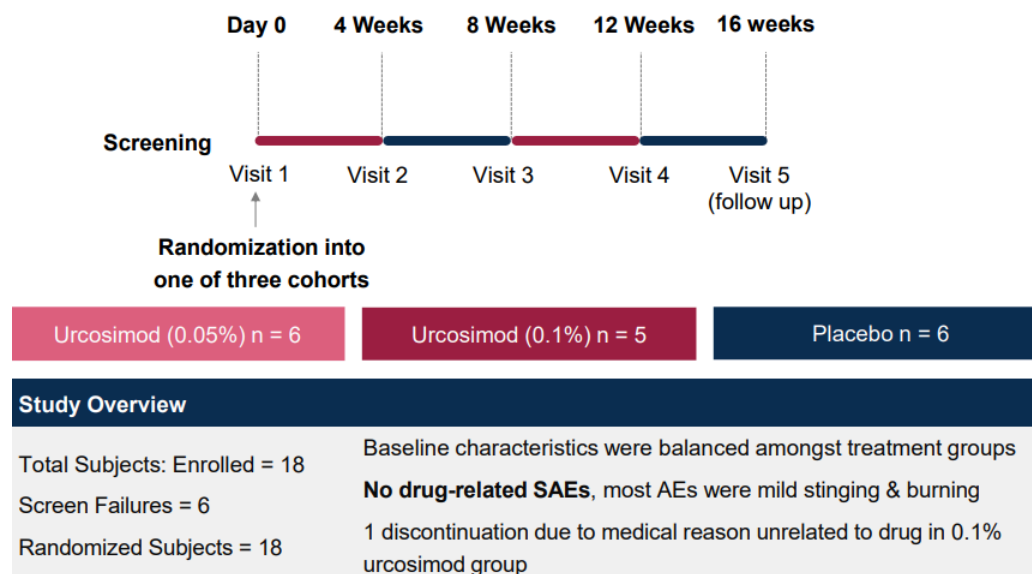 Day 0 4 Weeks 8 Weeks 12 Weeks 16 weeks
Screening
Visit 1 Visit 2 Visit 3 Visit 4 Visit 5
(follow up)
Randomization into
one of three cohorts
Urcosimod (0.05%) n = 6 Urcosimod (0.1%) n = 5 Placebo n = 6
Study Overview
Total Subjects: Enrolled = 18
Screen Failures = 6
Randomized Subjects = 18
Baseline characteristics were balanced amongst treatment groups
No drug-related SAEs, most AEs were mild stinging & burning
1 discontinuation due to medical reason unrelated to drug in 0.1%
urcosimod group